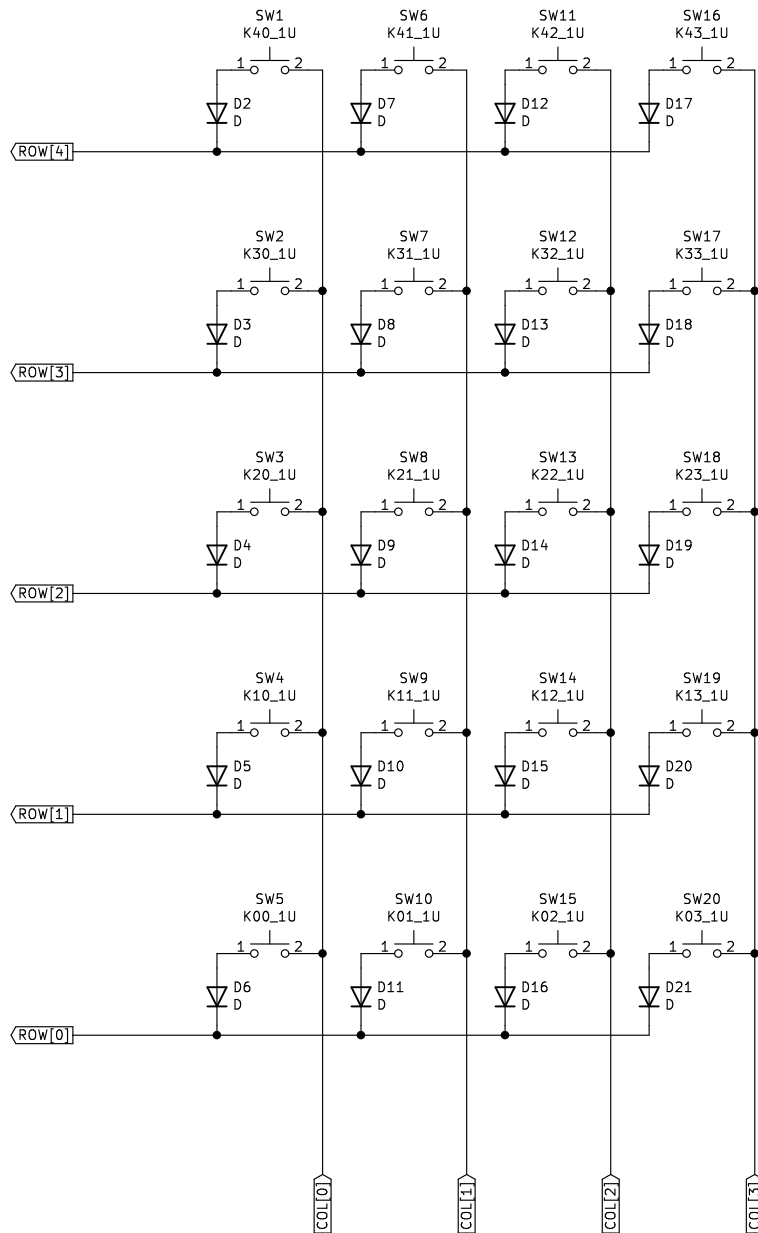 SW1 SW6 SW11 SW16
K40_1U K41_1U K42_1U K43_1U
1 2 1 2 1 2 1 2
D2 D7 D12 D17
D D D D
ROW[4]
SW2 SW7 SW12 SW17
K30_1U K31_1U K32_1U K33_1U
1 2 1 2 1 2 1 2
D3 D8 D13 D18
D D D D
ROW[3]
SW3 SW8 SW13 SW18
K20_1U K21_1U K22_1U K23_1U
1 2 1 2 1 2 1 2
D4 D9 D14 D19
D D D D
ROW[2]
SW4 SW9 SW14 SW19
K10_1U K11_1U K12_1U K13_1U
1 2 1 2 1 2 1 2
D5 D10 D15 D20
D D D D
ROW[1]
SW5 SW10 SW15 SW20
K00_1U K01_1U K02_1U K03_1U
1 2 1 2 1 2 1 2
D6 D11 D16 D21
D D D D
ROW[0]
COL[0] COL[1] COL[2] COL[3]